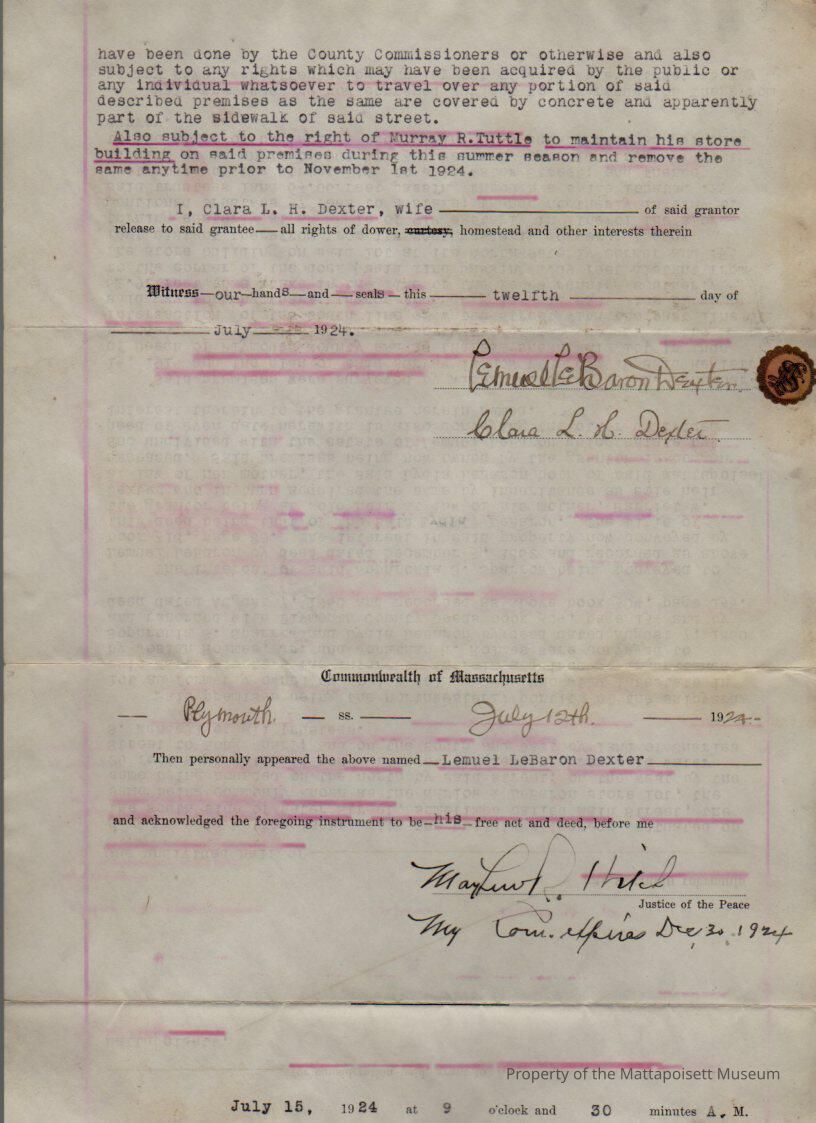 have been done by the County Commissioners or otherwise and also
subject to any rights which may have been acquired by the public or
any individual whatsoever to travel over any portion of said
described premises as the same are covered by concrete and apparently
part of the sidewalk of said street.
Also subject to the right of Murray R.Tuttle to maintain his store
building on said premises during this summer season and remove the
same anytime prior to November 1st 1924.
I, Clara L. H. Dexter, wife of said grantor
release to said grantee all rights of dower, curtesy, homestead and other interests therein
Witness our hands and seals this twelfth day of
July 1924.
Lemuel LeBaron Dexter
Clara L. H. Dexter
Commonwealth of Massachusetts
Plymouth. ss. July 12th. 1924
Then personally appeared the above named Lemuel LeBaron Dexter
and acknowledged the foregoing instrument to be his free act and deed, before me
R. Hitch
Justice of the Peace
My Com. expires Dec 30, 1924
Property of the Mattapoisett Museum
July 15, 1924 at 9 o'clock and 30 minutes A. M.